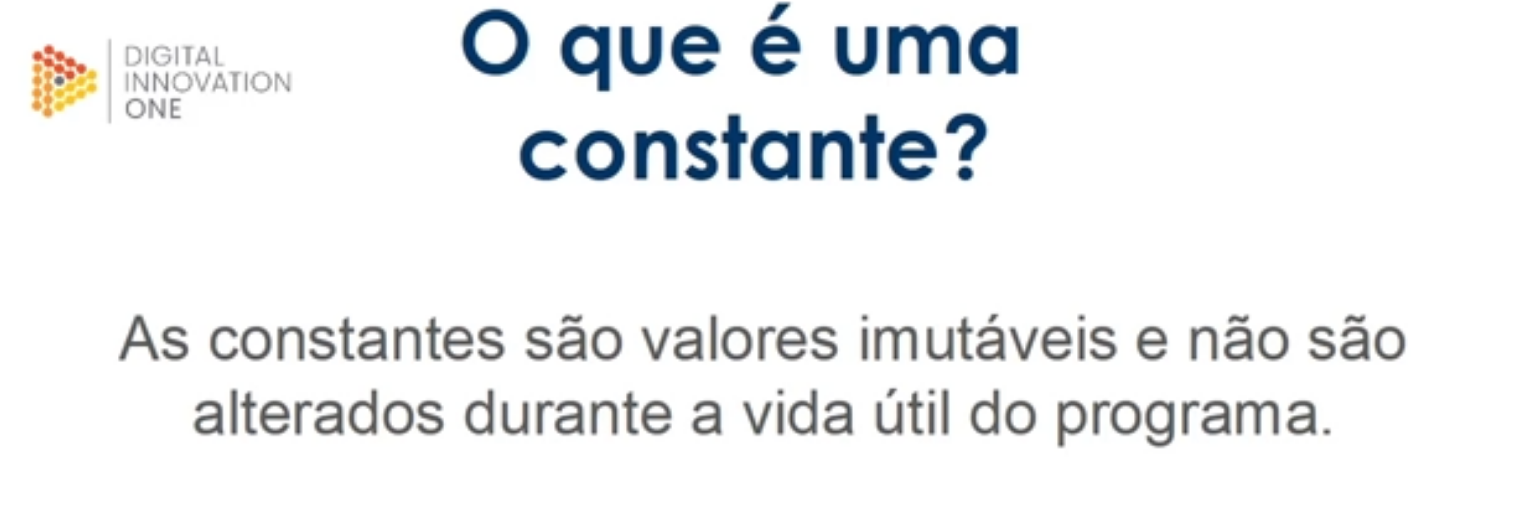 DIGITAL
INNOVATION
ONE
O que é uma
constante?
As constantes são valores imutáveis e não são
alterados durante a vida útil do programa.